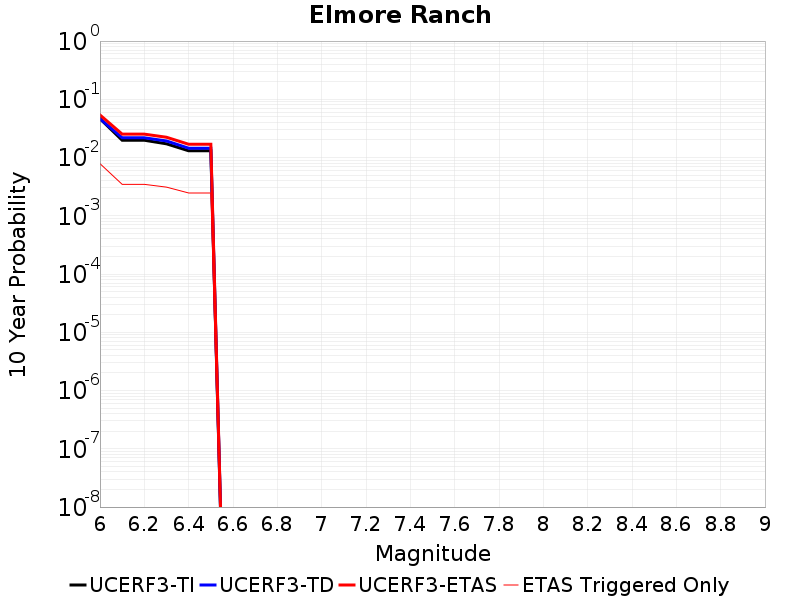 Elmore Ranch
10^0
10^-1
10^-2
10^-3
10^-4
10^-5
10^-6
10^-7
10^-8
10 Year Probability
6 6.2 6.4 6.6 6.8 7 7.2 7.4 7.6 7.8 8 8.2 8.4 8.6 8.8 9
Magnitude
UCERF3-TI UCERF3-TD UCERF3-ETAS ETAS Triggered Only